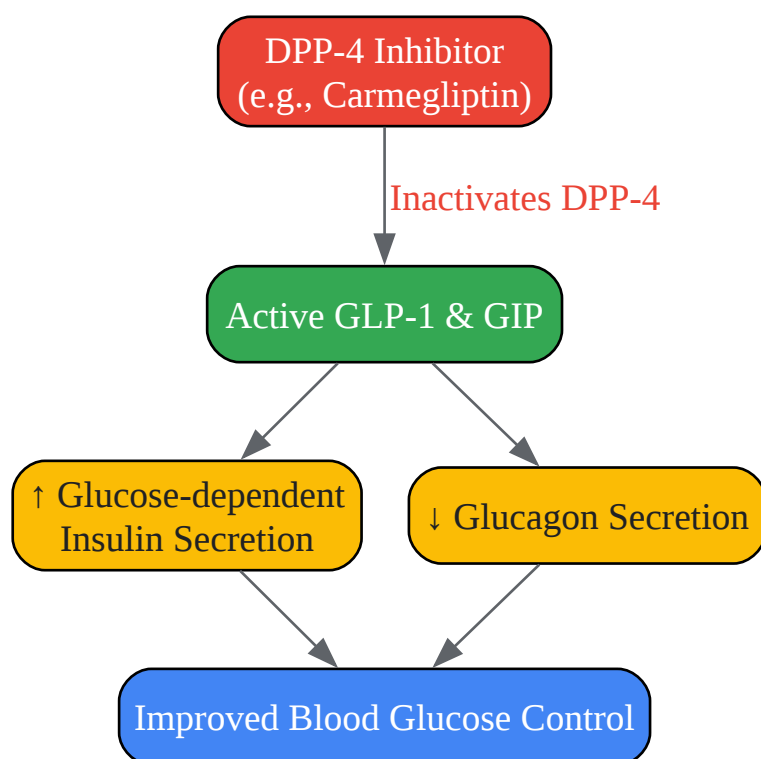 DPP-4 Inhibitor
(e.g., Carmegliptin)
Inactivates DPP-4
Active GLP-1 & GIP
↑ Glucose-dependent
Insulin Secretion
↓ Glucagon Secretion
Improved Blood Glucose Control